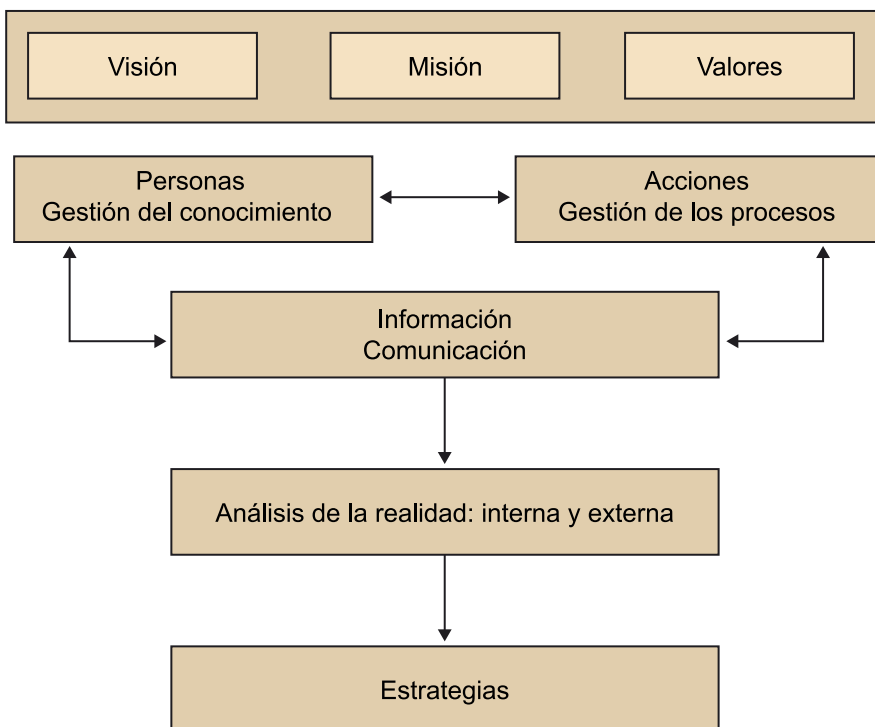 Visión
Misión
Valores
Personas
Gestión del conocimiento
Acciones
Gestión de los procesos
Información
Comunicación
Análisis de la realidad: interna y externa
Estrategias